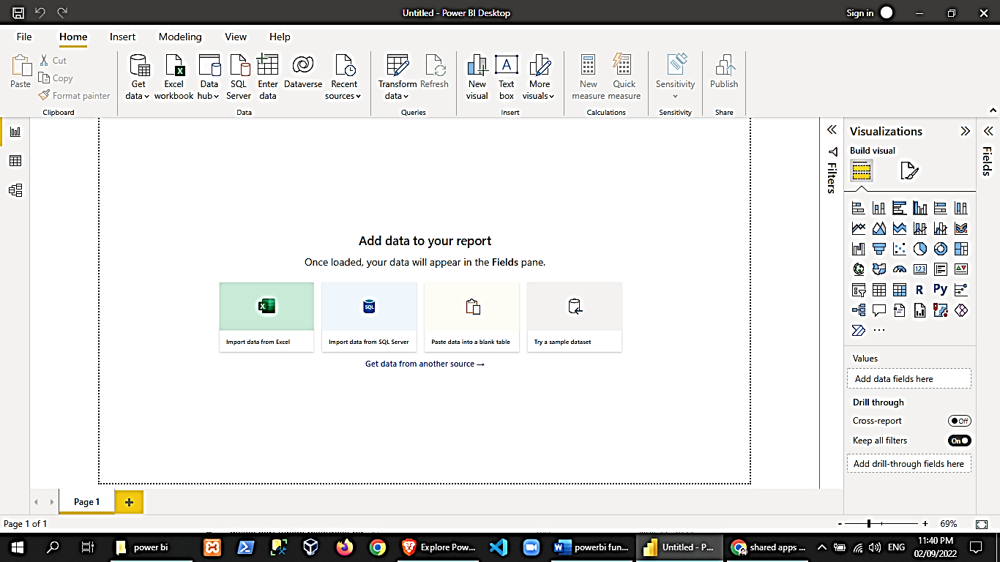 Untitled - Power BI Desktop
Sign in
File Home Insert Modeling View Help
Paste
Cut
Copy
Format painter
Clipboard
Get data
Excel workbook
Data hub
SQL Server
Enter data
Dataverse
Recent sources
Data
Transform data
Refresh
Queries
New visual
Text box
More visuals
Insert
New measure
Quick measure
Calculations
Sensitivity
Sensitivity
Publish
Share
Add data to your report
Once loaded, your data will appear in the Fields pane.
X
Import data from Excel
SQL
Import data from SQL Server
Paste data into a blank table
Try a sample dataset
Get data from another source →
Filters
Visualizations
Build visual
123
R
Py
...
Values
Add data fields here
Drill through
Cross-report
Off
Keep all filters
On
Add drill-through fields here
Fields
Page 1
Page 1 of 1
- + 69%
power bi
Explore Pow...
powerbi fun...
Untitled - P...
shared apps ...
ENG
11:40 PM
02/09/2022